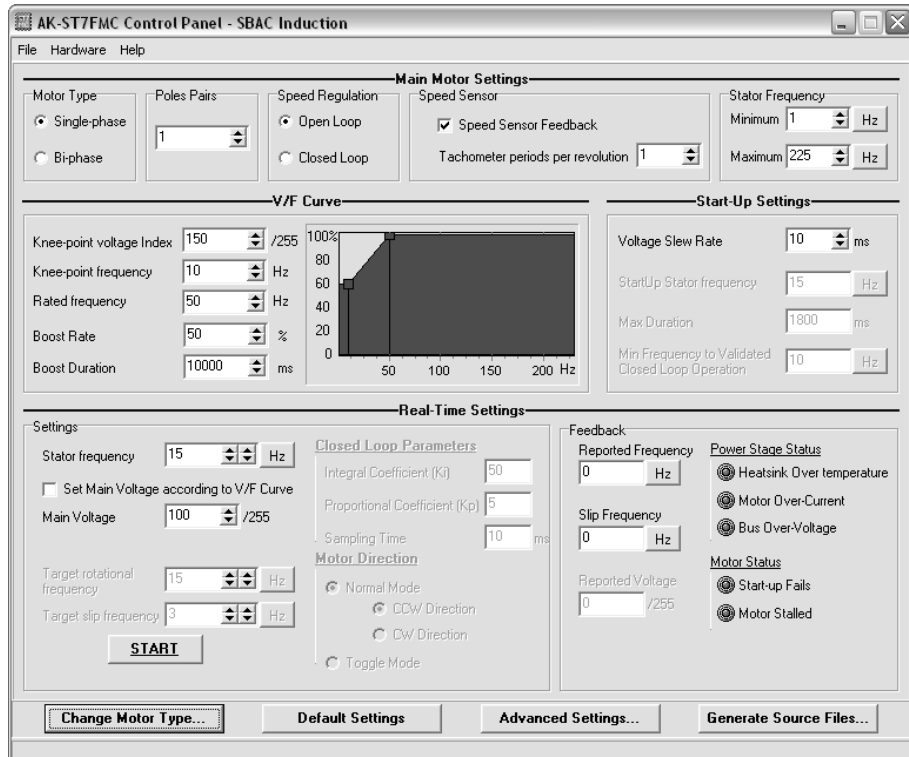 AK-ST7FMC Control Panel - SBAC Induction
File Hardware Help
Main Motor Settings
Motor Type
Single-phase
Bi-phase
Poles Pairs
1
Speed Regulation
Open Loop
Closed Loop
Speed Sensor
Speed Sensor Feedback
Tachometer periods per revolution 1
Stator Frequency
Minimum 1 Hz
Maximum 225 Hz
V/F Curve
Knee-point voltage Index 150 /255
Knee-point frequency 10 Hz
Rated frequency 50 Hz
Boost Rate 50 %
Boost Duration 10000 ms
100%
80
60
40
20
0
50 100 150 200 Hz
Start-Up Settings
Voltage Slew Rate 10 ms
StartUp Stator frequency 15 Hz
Max Duration 1800 ms
Min Frequency to Validated
Closed Loop Operation 10 Hz
Real-Time Settings
Settings
Stator frequency 15 Hz
Set Main Voltage according to V/F Curve
Main Voltage 100 /255
Target rotational
frequency 15 Hz
Target slip frequency 3 Hz
START
Closed Loop Parameters
Integral Coefficient (Ki) 50
Proportional Coefficient (Kp) 5
Sampling Time 10 ms
Motor Direction
Normal Mode
CCW Direction
CW Direction
Toggle Mode
Feedback
Reported Frequency
0 Hz
Slip Frequency
0 Hz
Reported Voltage
0 /255
Power Stage Status
Heatsink Over temperature
Motor Over-Current
Bus Over-Voltage
Motor Status
Start-up Fails
Motor Stalled
Change Motor Type... Default Settings Advanced Settings... Generate Source Files...